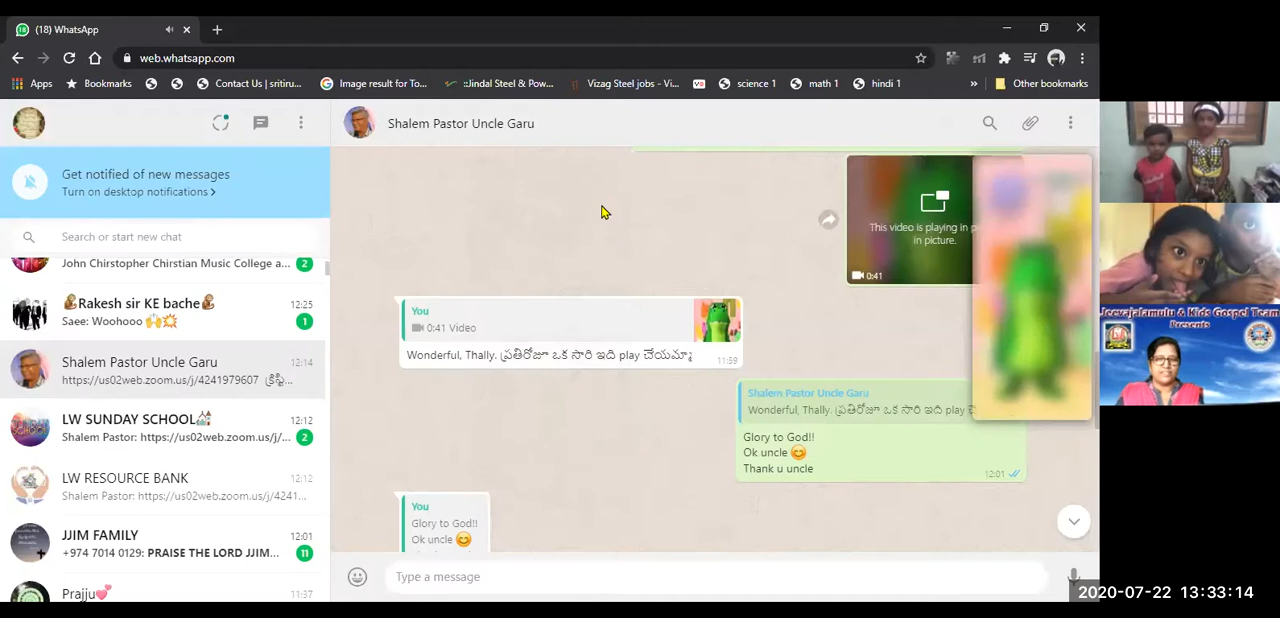 (18) WhatsApp
web.whatsapp.com
Apps
Bookmarks
Contact Us | sritiru...
Image result for To...
::Jindal Steel & Pow...
Vizag Steel jobs - Vi...
science 1
math 1
hindi 1
»
Other bookmarks
Get notified of new messages
Turn on desktop notifications >
Search or start new chat
John Chirstopher Chirstian Music College a...
2
Rakesh sir KE bache
12:25
Saee: Woohooo 🙌💥
1
Shalem Pastor Uncle Garu
12:14
https://us02web.zoom.us/j/4241979607
LW SUNDAY SCHOOL
12:12
Shalem Pastor: https://us02web.zoom.us/j/...
2
LW RESOURCE BANK
12:12
Shalem Pastor: https://us02web.zoom.us/j/4241...
JJIM FAMILY
12:01
+974 7014 0129: PRAISE THE LORD JJIM...
11
Prajju💕
11:37
Shalem Pastor Uncle Garu
This video is playing in p
in picture.
0:41
You
0:41 Video
Wonderful, Thally. ప్రతిరోజూ ఒక సారి ఇది play చేయమ్మా
11:59
Shalem Pastor Uncle Garu
Wonderful, Thally. ప్రతిరోజూ ఒక సారి ఇది play చే
Glory to God!!
Ok uncle 😊
Thank u uncle
12:01
You
Glory to God!!
Ok uncle 😊
Type a message
Jeevajalamulu & Kids Gospel Team
Presents
2020-07-22 13:33:14